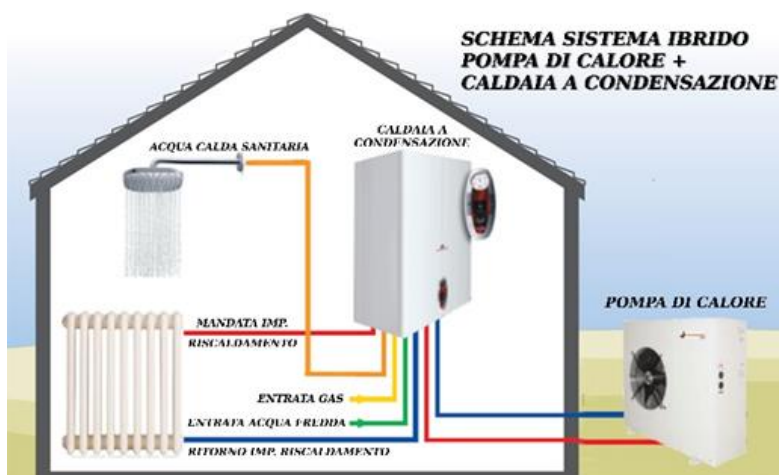 SCHEMA SISTEMA IBRIDO
POMPA DI CALORE +
CALDAIA A CONDENSAZIONE
CALDAIA A
CONDENSAZIONE
ACQUA CALDA SANITARIA
POMPA DI CALORE
MANDATA IMP.
RISCALDAMENTO
ENTRATA GAS
ENTRATA ACQUA FREDDA
RITORNO IMP. RISCALDAMENTO